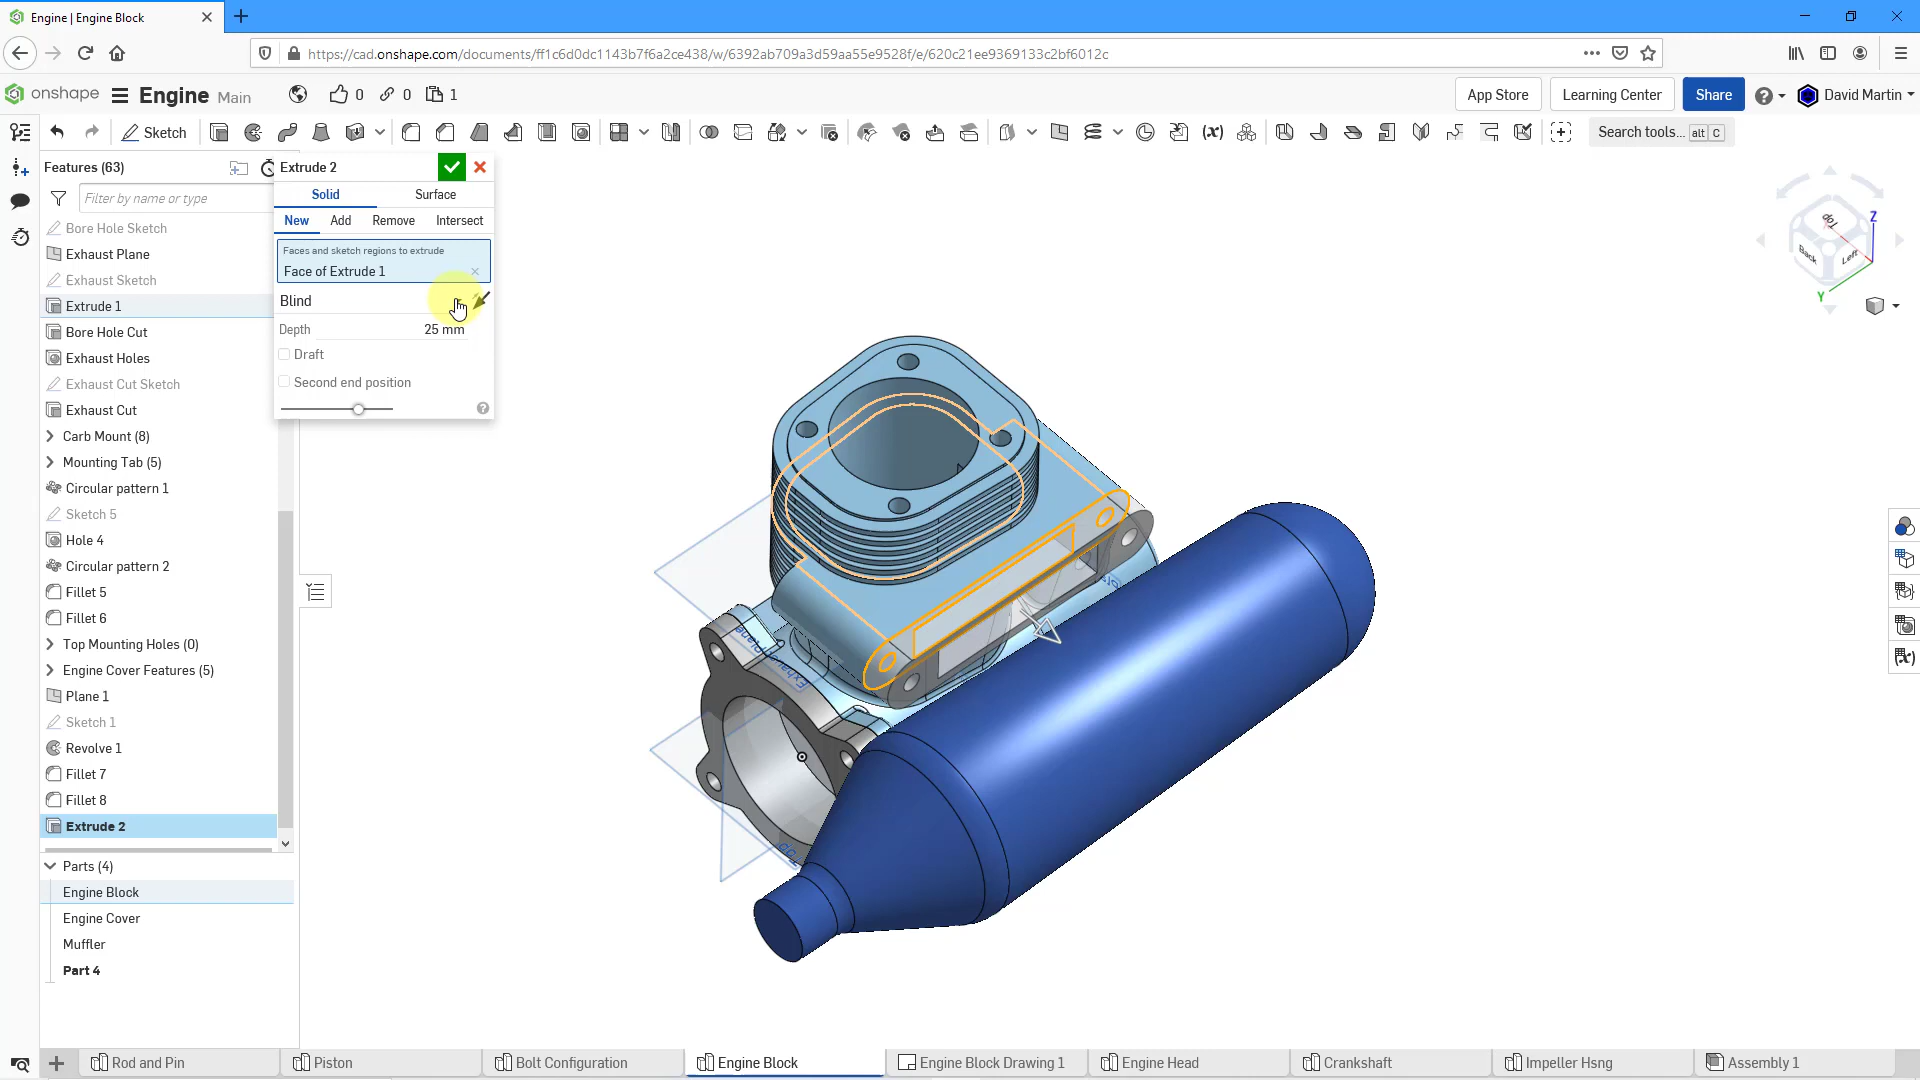 Engine | Engine Block
https://cad.onshape.com/documents/ff1c6d0dc1143b7f6a2ce438/w/6392ab709a3d59aa55e9528f/e/620c21ee9369133c2bf6012c
onshape
Engine Main
0
0
1
App Store
Learning Center
Share
David Martin
Sketch
Search tools... alt C
Features (63)
Filter by name or type
Bore Hole Sketch
Exhaust Plane
Exhaust Sketch
Extrude 1
Bore Hole Cut
Exhaust Holes
Exhaust Cut Sketch
Exhaust Cut
Carb Mount (8)
Mounting Tab (5)
Circular pattern 1
Sketch 5
Hole 4
Circular pattern 2
Fillet 5
Fillet 6
Top Mounting Holes (0)
Engine Cover Features (5)
Plane 1
Sketch 1
Revolve 1
Fillet 7
Fillet 8
Extrude 2
Parts (4)
Engine Block
Engine Cover
Muffler
Part 4
Extrude 2
Solid Surface
New Add Remove Intersect
Faces and sketch regions to extrude
Face of Extrude 1
Blind
Depth 25 mm
Draft
Second end position
Top
Back
Left
Z
Y
Exhaust Plane
Top
Rod and Pin
Piston
Bolt Configuration
Engine Block
Engine Block Drawing 1
Engine Head
Crankshaft
Impeller Hsng
Assembly 1